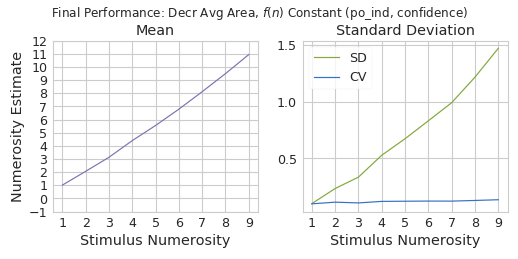 Final Performance: Decr Avg Area, f(n) Constant (po_ind, confidence)
Mean
Numerosity Estimate
12
11
10
9
8
7
6
5
4
3
2
1
0
−1
1 2 3 4 5 6 7 8 9
Stimulus Numerosity
Standard Deviation
SD
CV
1.5
1.0
0.5
1 2 3 4 5 6 7 8 9
Stimulus Numerosity